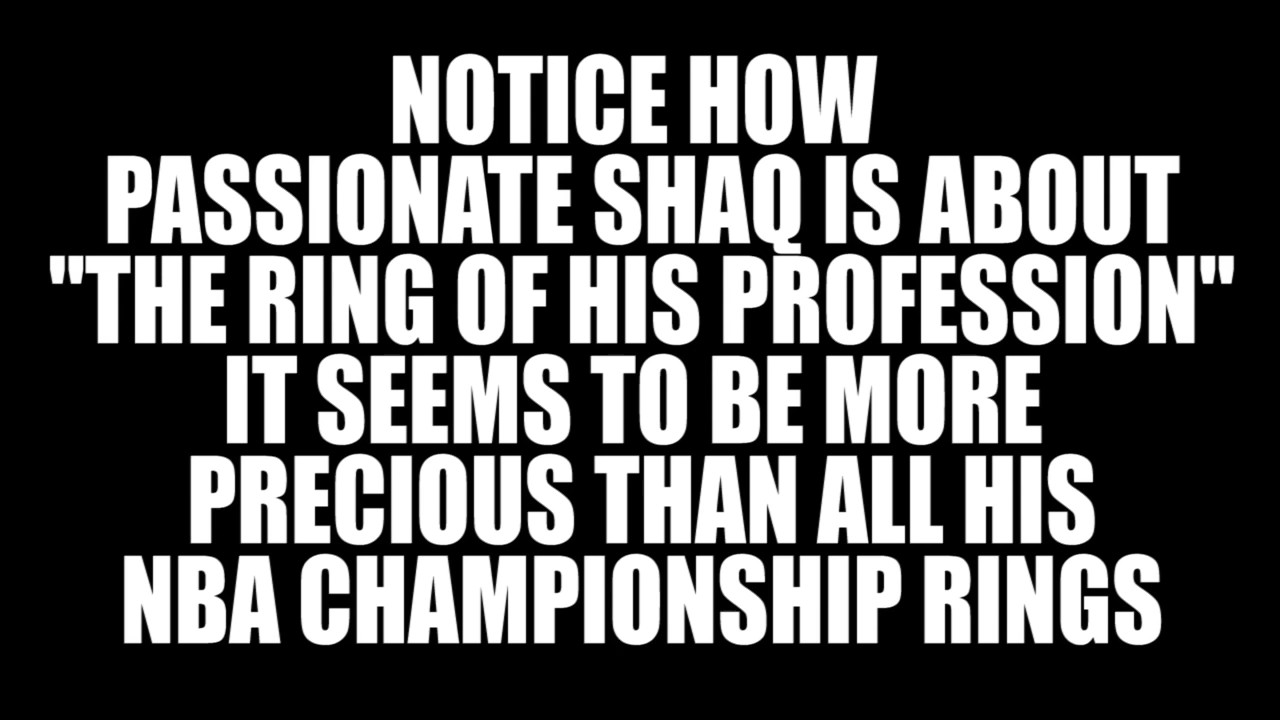 NOTICE HOW
PASSIONATE SHAQ IS ABOUT
"THE RING OF HIS PROFESSION"
IT SEEMS TO BE MORE
PRECIOUS THAN ALL HIS
NBA CHAMPIONSHIP RINGS